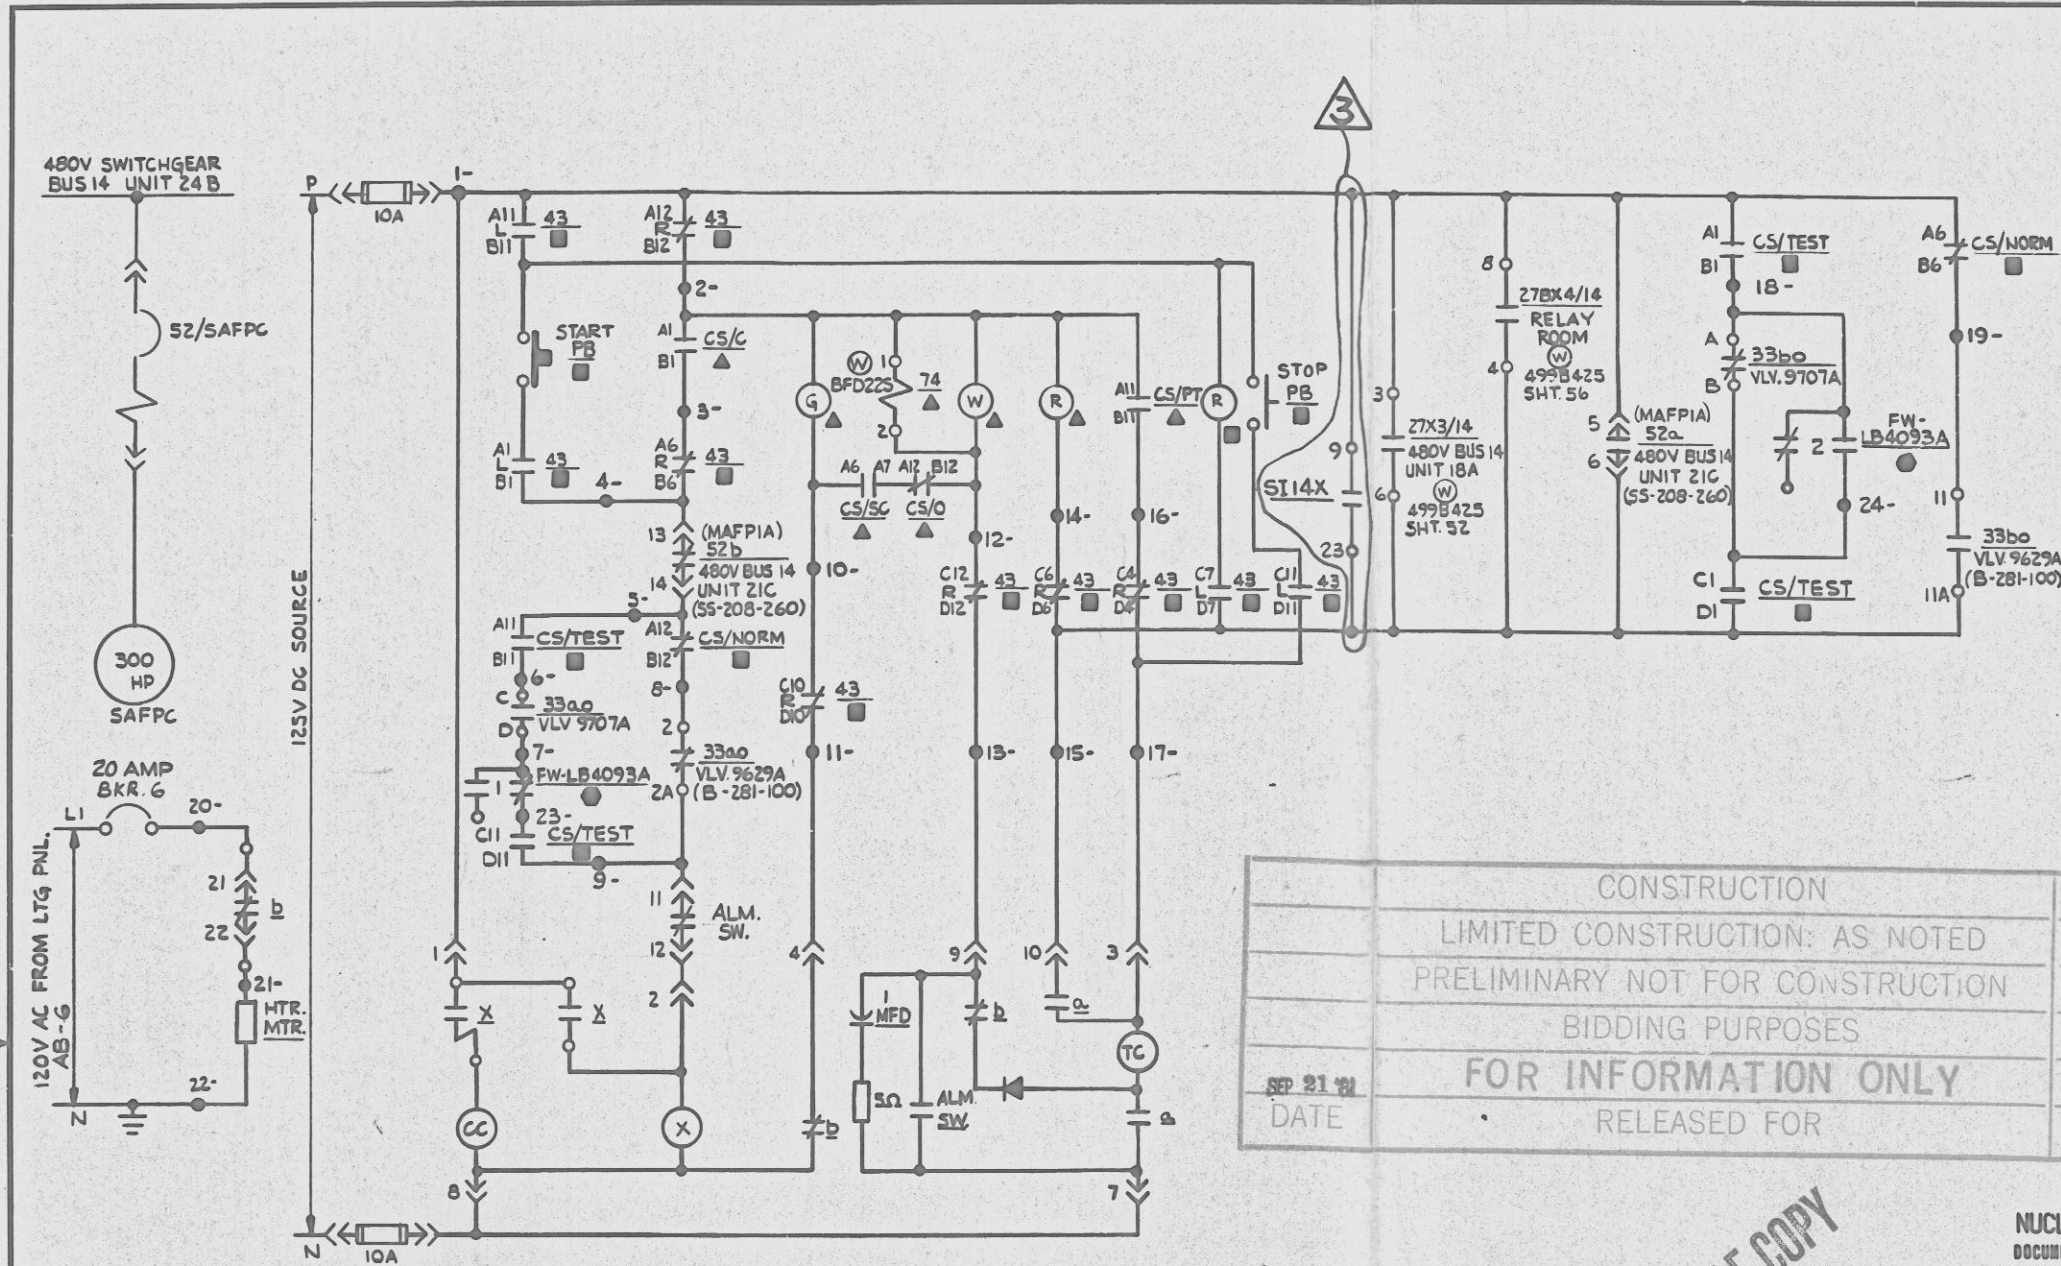 3
480V SWITCHGEAR
BUS 14 UNIT 24B
52/SAFPC
300
HP
SAFPC
20 AMP
BKR. 6
L1
20-
21
b
22
21-
HTR.
MTR.
22-
N
120V AC FROM LTG PNL.
AB-6
P
10A
1-
125V DC SOURCE
N
10A
A11
L
B11
43
A12
R
B12
43
2-
START
PB
A1
B1
CS/C
3-
A1
L
B1
43
4-
A6
R
B6
43
13
(MAFPIA)
52b
480V BUS 14
14
UNIT 21C
(SS-208-260)
5-
A11
B11
CS/TEST
A12
B12
CS/NORM
6-
8-
C
33ao
VLV 9707A
D
7-
2
33ao
VLV. 9629A
2A
(B-281-100)
1
FW-LB4093A
23-
C11
D11
CS/TEST
9-
11
ALM.
SW.
12
2
1
X
X
CC
X
8
G
W
BFD22S
1
74
2
W
R
A11
B11
CS/PT
R
STOP
PB
A6
A7
A12
B12
CS/SC
CS/O
10-
12-
14-
16-
C12
R
D12
43
C6
R
D6
43
C4
R
D4
43
C7
L
D7
43
C11
L
D11
43
C10
R
D10
43
11-
13-
15-
17-
4
9
10
3
b
1
MFD
5Ω
ALM.
SW.
b
a
TC
a
7
9
SI14X
23
3
27X3/14
480V BUS 14
UNIT 18A
6
W
499B425
SHT. 52
8
27BX4/14
RELAY
ROOM
W
4
499B425
SHT. 56
5
(MAFPIA)
52a
6
480V BUS 14
UNIT 21C
(SS-208-260)
A1
B1
CS/TEST
18-
A
33bo
VLV. 9707A
B
2
FW-
LB4093A
24-
C1
D1
CS/TEST
A6
B6
CS/NORM
19-
11
33bo
VLV 9629A
(B-281-100)
11A
CONSTRUCTION
LIMITED CONSTRUCTION: AS NOTED
PRELIMINARY NOT FOR CONSTRUCTION
BIDDING PURPOSES
SEP 21 '81
FOR INFORMATION ONLY
DATE
RELEASED FOR
COPY